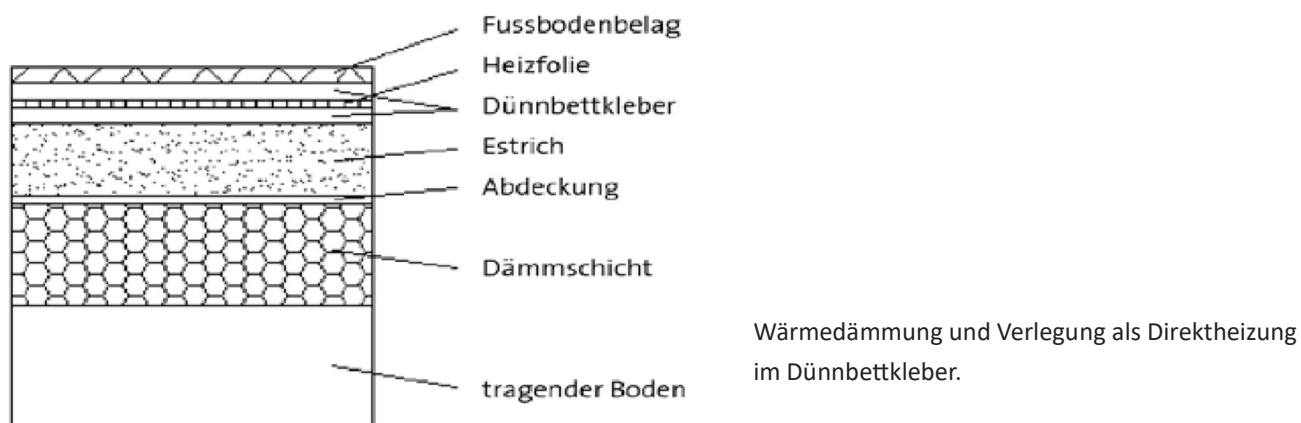 Fussbodenbelag
Heizfolie
Dünnbettkleber
Estrich
Abdeckung
Dämmschicht
tragender Boden
Wärmedämmung und Verlegung als Direktheizung
im Dünnbettkleber.